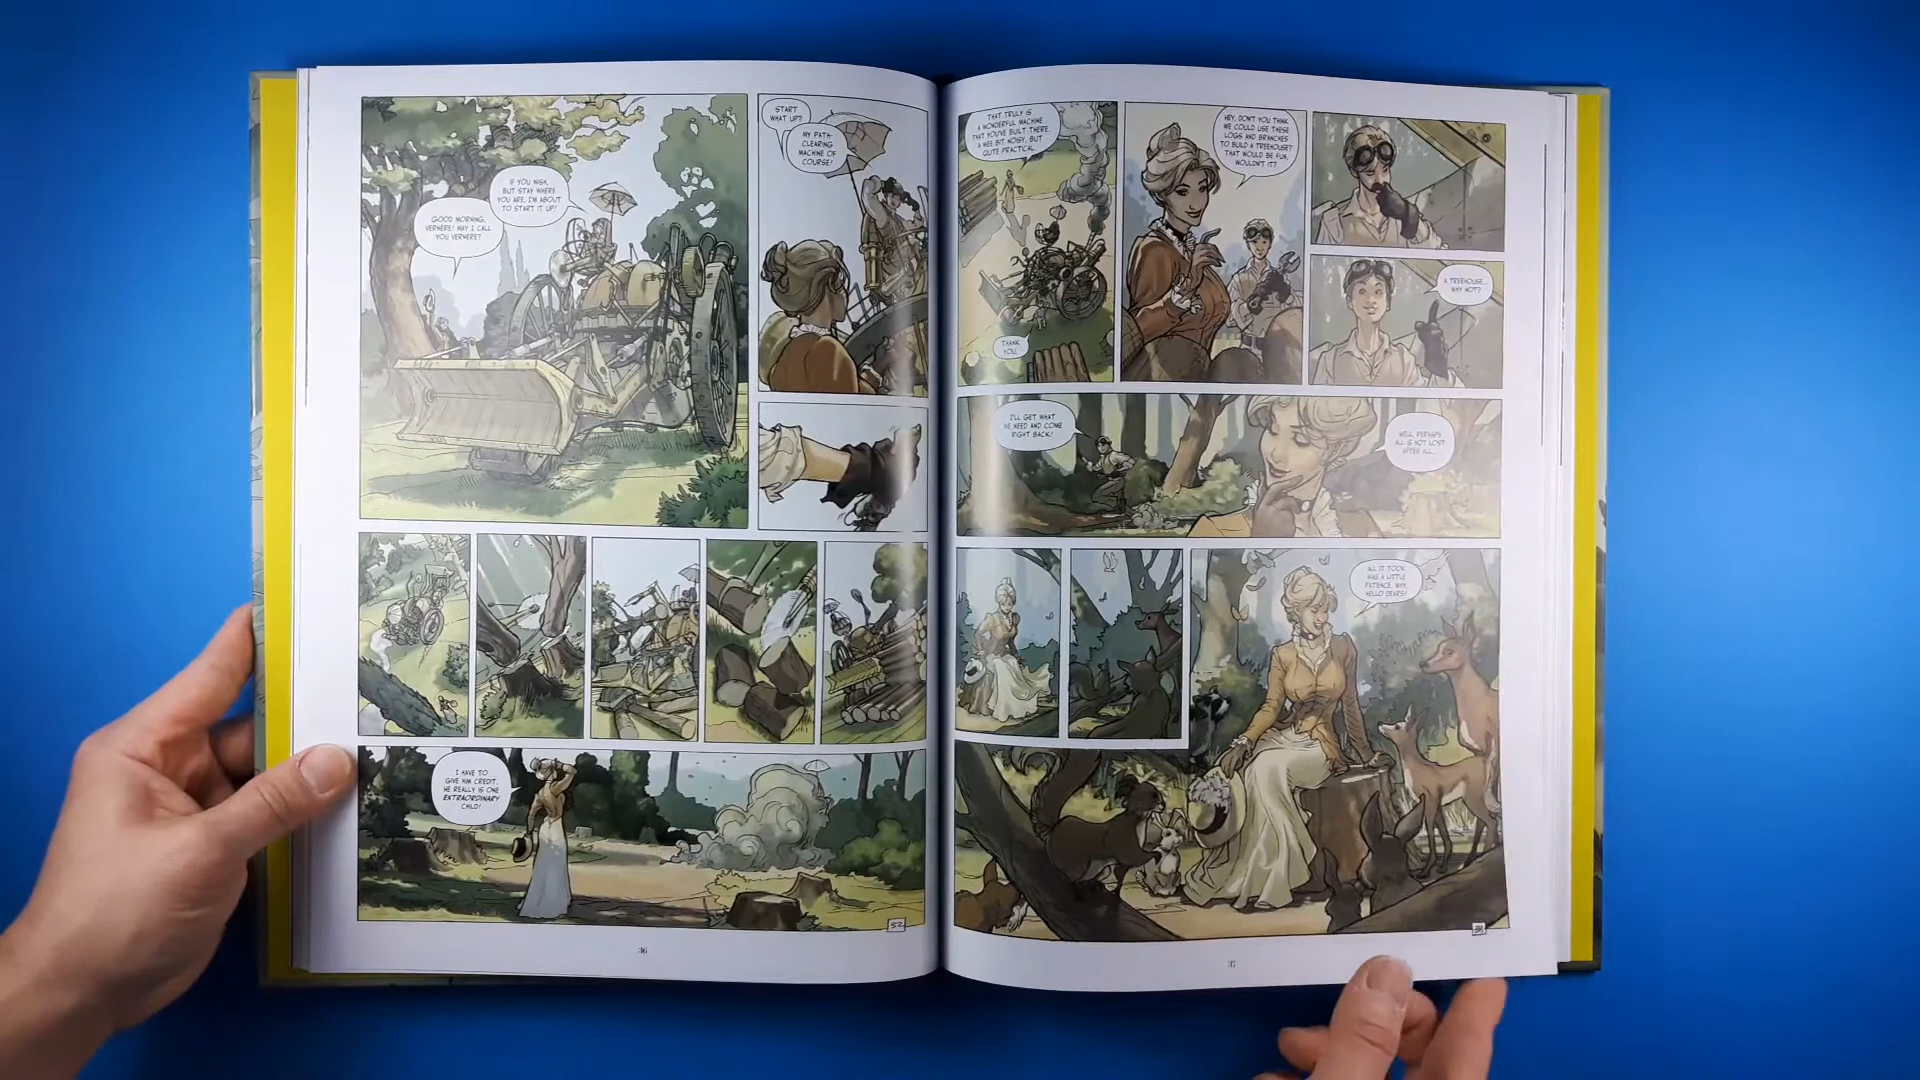 GOOD MORNING,
VERNERE! MAY I CALL
YOU VERNERE?
IF YOU WISH,
BUT STAY WHERE
YOU ARE, I'M ABOUT
TO START IT UP!
START
WHAT UP?
MY PATH-
CLEARING
MACHINE OF
COURSE!
I HAVE TO
GIVE HIM CREDIT.
HE REALLY IS ONE
EXTRAORDINARY
CHILD!
36
THAT TRULY IS
A WONDERFUL MACHINE
THAT YOU'VE BUILT THERE.
A WEE BIT NOISY, BUT
QUITE PRACTICAL.
THANK
YOU.
HEY, DON'T YOU THINK
WE COULD USE THESE
LOGS AND BRANCHES
TO BUILD A TREEHOUSE?
THAT WOULD BE FUN,
WOULDN'T IT?
A TREEHOUSE...
WHY NOT?
I'LL GET WHAT
WE NEED AND COME
RIGHT BACK!
WELL, PERHAPS
ALL IS NOT LOST
AFTER ALL...
ALL IT TOOK
WAS A LITTLE
PATIENCE. WHY,
HELLO DEARS!
37